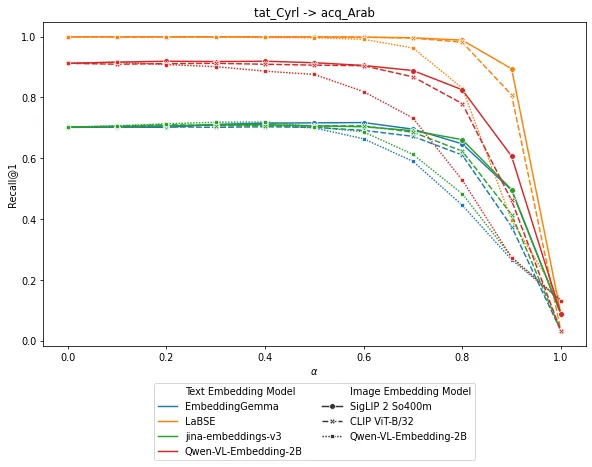 tat_Cyrl -> acq_Arab
1.0
0.8
0.6
0.4
0.2
0.0
Recall@1
0.0 0.2 0.4 0.6 0.8 1.0
α
Text Embedding Model
EmbeddingGemma
LaBSE
jina-embeddings-v3
Qwen-VL-Embedding-2B
Image Embedding Model
SigLIP 2 So400m
CLIP ViT-B/32
Qwen-VL-Embedding-2B